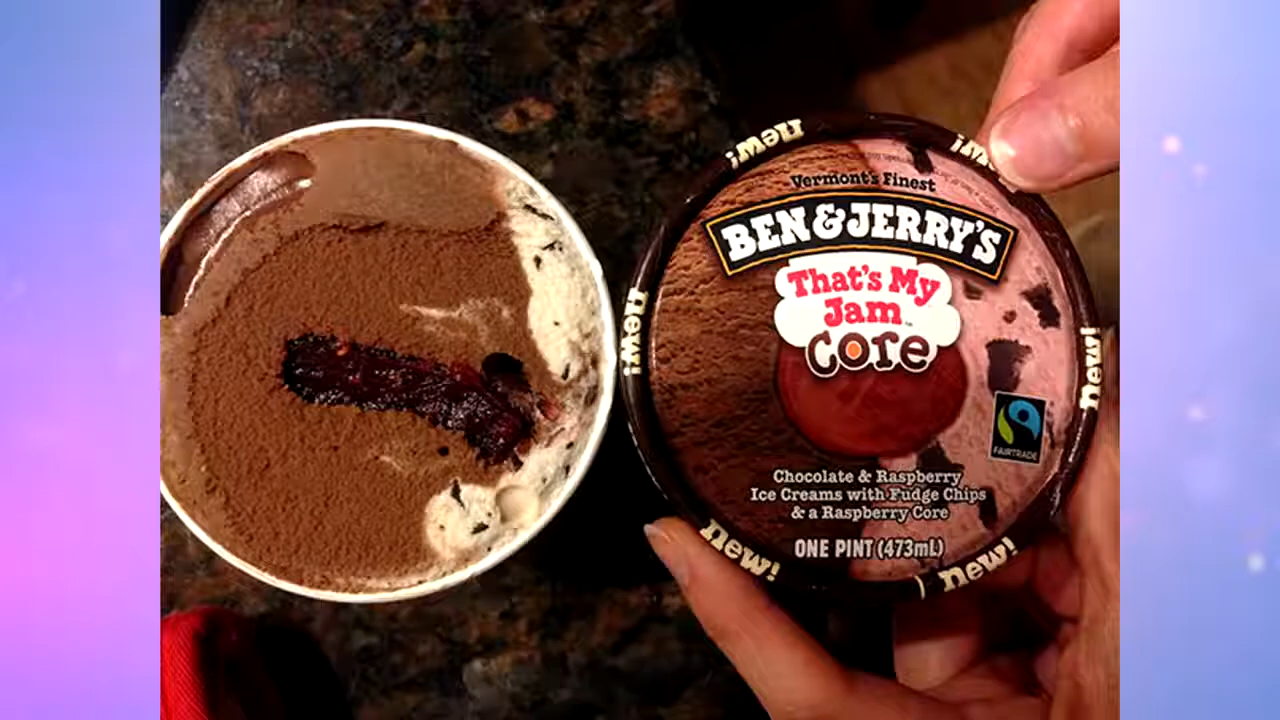 new!
new!
Vermont's Finest
BEN & JERRY'S
That's My
Jam™
Core
new!
new!
FAIRTRADE
Chocolate & Raspberry
Ice Creams with Fudge Chips
& a Raspberry Core
ONE PINT (473mL)
new!
new!